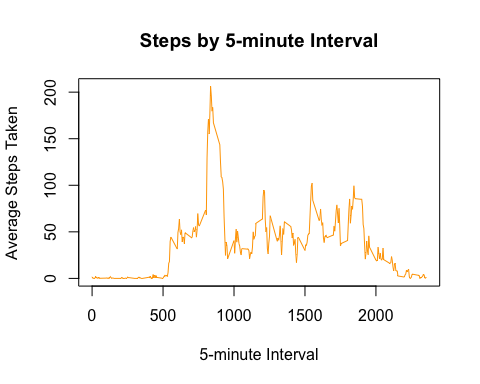 Steps by 5-minute Interval
Average Steps Taken
200
150
100
50
0
0 500 1000 1500 2000
5-minute Interval